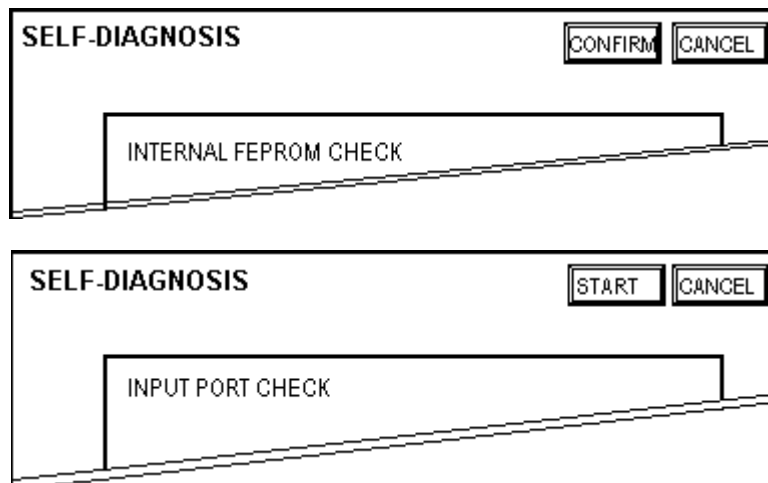 SELF-DIAGNOSIS CONFIRM CANCEL
INTERNAL FEPROM CHECK
SELF-DIAGNOSIS START CANCEL
INPUT PORT CHECK